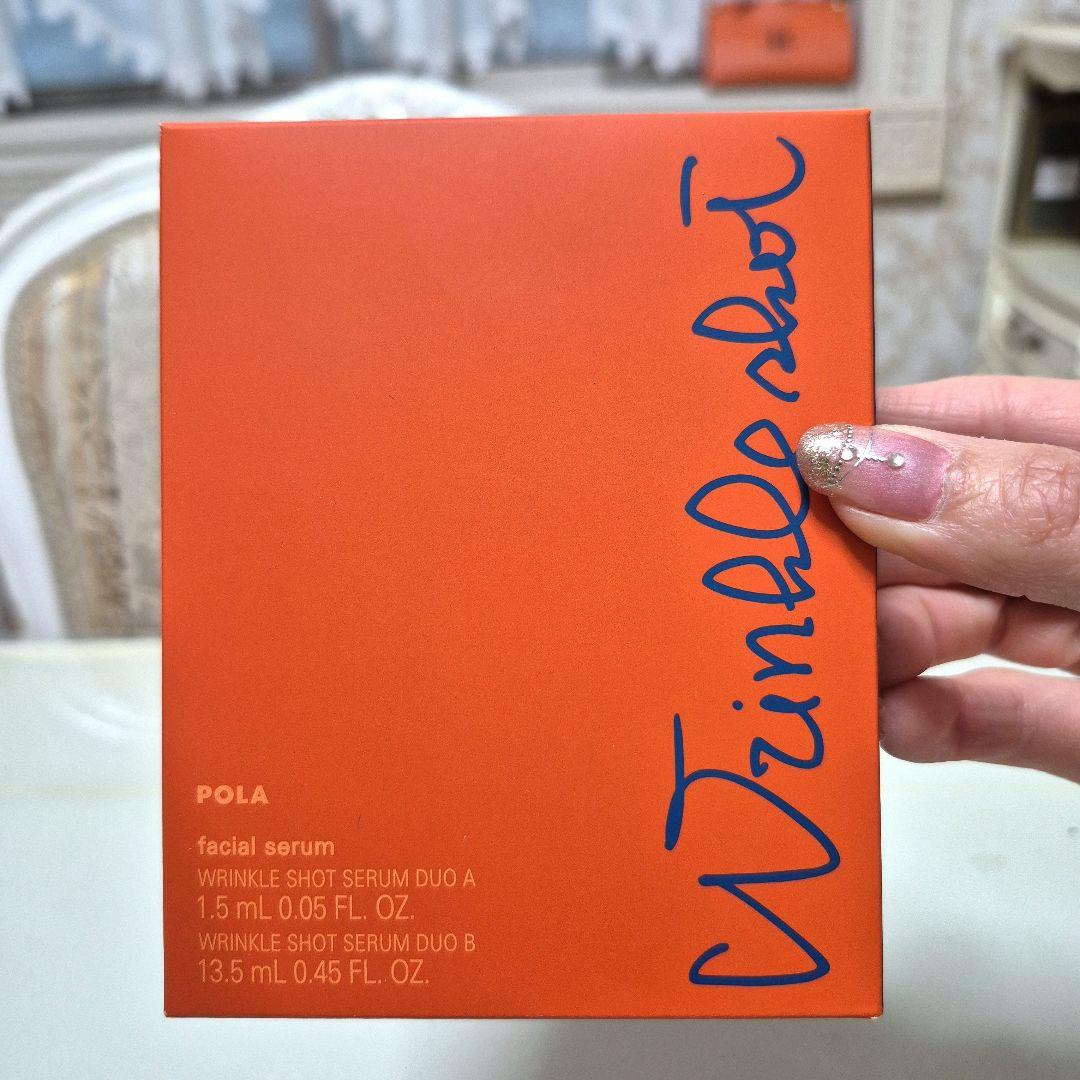 Wrinkle shot
POLA
facial serum
WRINKLE SHOT SERUM DUO A
1.5 mL 0.05 FL. OZ.
WRINKLE SHOT SERUM DUO B
13.5 mL 0.45 FL. OZ.